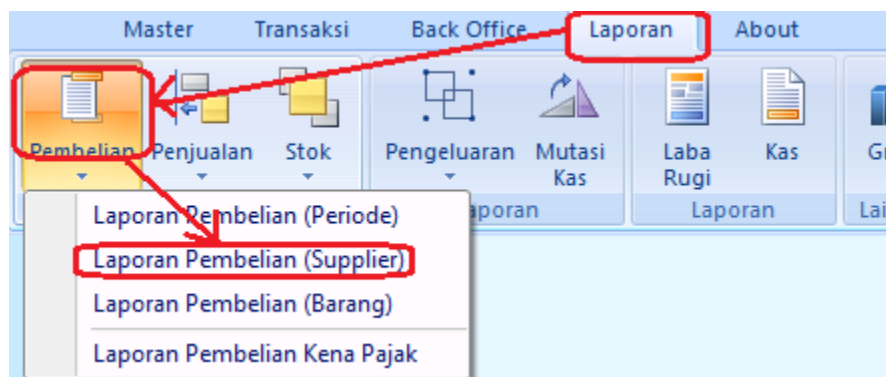 Master Transaksi Back Office Laporan About
Pembelian Penjualan Stok Pengeluaran Mutasi Kas Laba Rugi Kas
Laporan
Laporan Pembelian (Periode)
Laporan Pembelian (Supplier)
Laporan Pembelian (Barang)
Laporan Pembelian Kena Pajak